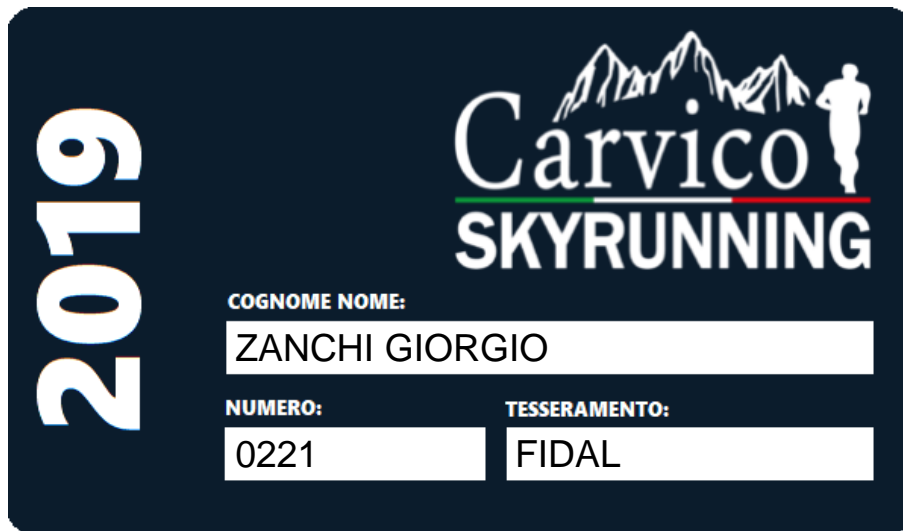 2019
Carvico
SKYRUNNING
COGNOME NOME:
ZANCHI GIORGIO
NUMERO:
TESSERAMENTO:
0221
FIDAL